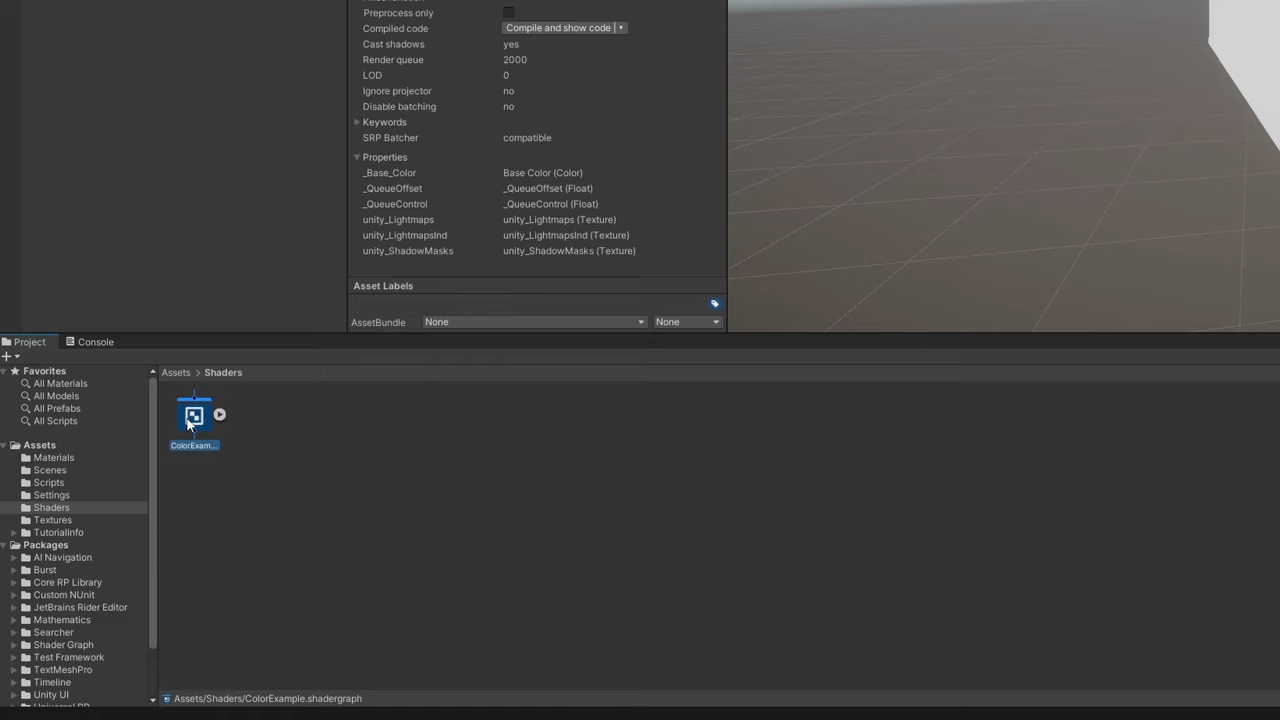 Preprocess only
Compiled code Compile and show code
Cast shadows yes
Render queue 2000
LOD 0
Ignore projector no
Disable batching no
Keywords
SRP Batcher compatible
Properties
_Base_Color Base Color (Color)
_QueueOffset _QueueOffset (Float)
_QueueControl _QueueControl (Float)
unity_Lightmaps unity_Lightmaps (Texture)
unity_LightmapsInd unity_LightmapsInd (Texture)
unity_ShadowMasks unity_ShadowMasks (Texture)
Asset Labels
AssetBundle None None
Project Console
Favorites
All Materials
All Models
All Prefabs
All Scripts
Assets
Materials
Scenes
Scripts
Settings
Shaders
Textures
TutorialInfo
Packages
AI Navigation
Burst
Core RP Library
Custom NUnit
JetBrains Rider Editor
Mathematics
Searcher
Shader Graph
Test Framework
TextMeshPro
Timeline
Unity UI
Assets > Shaders
ColorExam...
Assets/Shaders/ColorExample.shadergraph